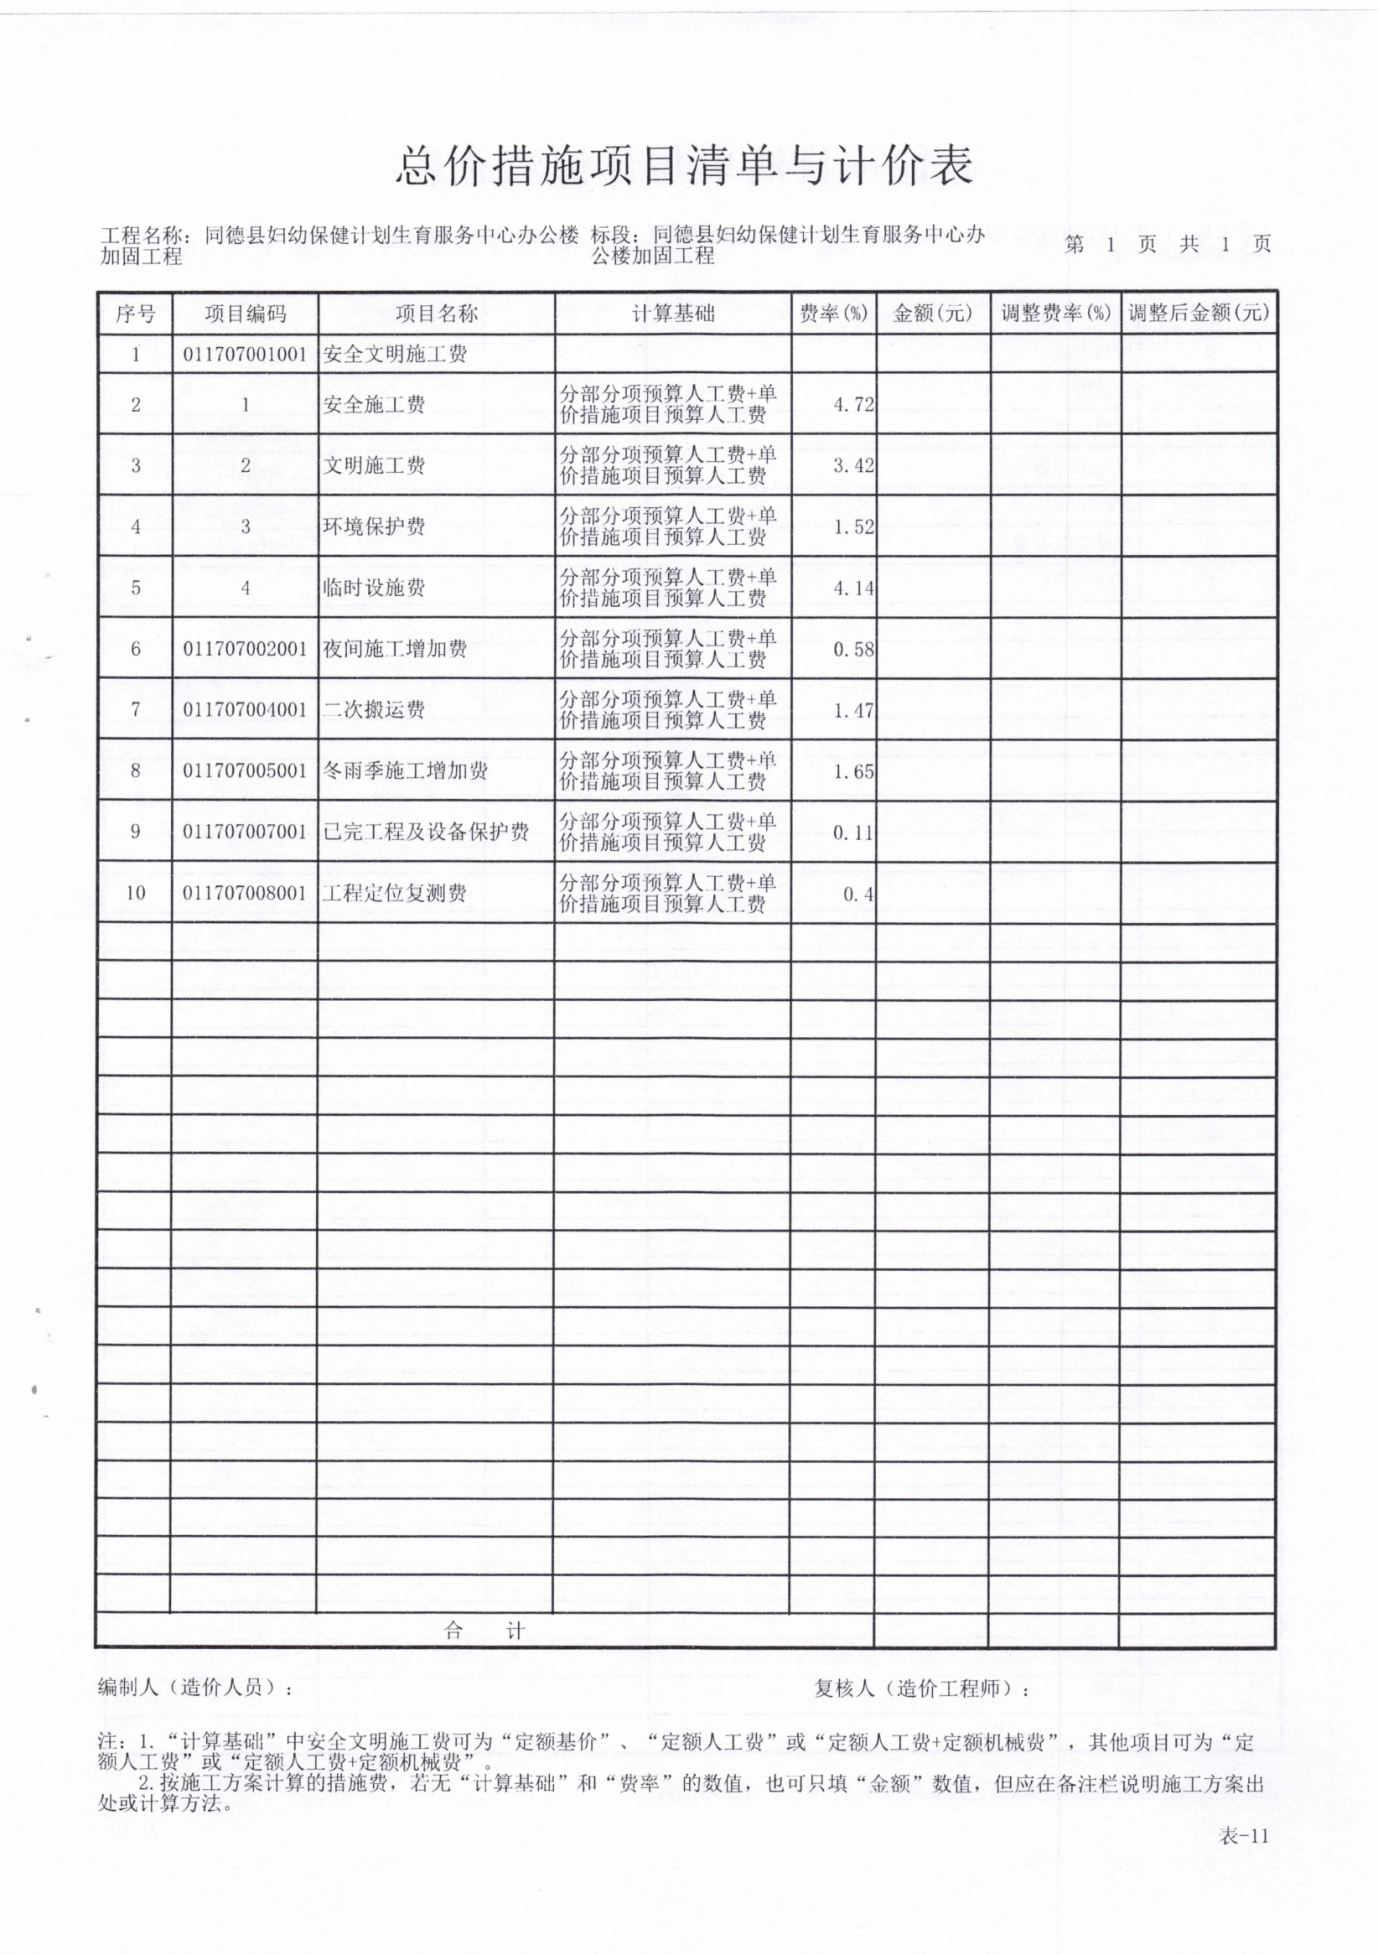 总价措施项目清单与计价表
工程名称：同德县妇幼保健计划生育服务中心办公楼 标段：同德县妇幼保健计划生育服务中心办 第 1 页 共 1 页
加固工程 公楼加固工程
序号 项目编码 项目名称 计算基础 费率(%) 金额(元) 调整费率(%) 调整后金额(元)
1 011707001001 安全文明施工费
2 1 安全施工费 分部分项预算人工费+单 4.72
价措施项目预算人工费
3 2 文明施工费 分部分项预算人工费+单 3.42
价措施项目预算人工费
4 3 环境保护费 分部分项预算人工费+单 1.52
价措施项目预算人工费
5 4 临时设施费 分部分项预算人工费+单 4.14
价措施项目预算人工费
6 011707002001 夜间施工增加费 分部分项预算人工费+单 0.58
价措施项目预算人工费
7 011707004001 二次搬运费 分部分项预算人工费+单 1.47
价措施项目预算人工费
8 011707005001 冬雨季施工增加费 分部分项预算人工费+单 1.65
价措施项目预算人工费
9 011707007001 已完工程及设备保护费 分部分项预算人工费+单 0.11
价措施项目预算人工费
10 011707008001 工程定位复测费 分部分项预算人工费+单 0.4
价措施项目预算人工费
合 计
编制人（造价人员）： 复核人（造价工程师）：
注：1.“计算基础”中安全文明施工费可为“定额基价”、“定额人工费”或“定额人工费+定额机械费”，其他项目可为“定
额人工费”或“定额人工费+定额机械费”。
2.按施工方案计算的措施费，若无“计算基础”和“费率”的数值，也可只填“金额”数值，但应在备注栏说明施工方案出
处或计算方法。
表-11